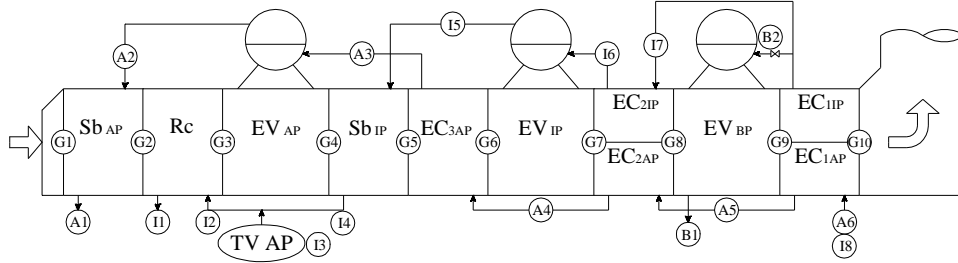 I5
I7
B2
A2
A3
I6
EC2IP
EC1IP
Sb AP
Rc
EV AP
Sb IP
EC3AP
EV IP
EV BP
G1
G2
G3
G4
G5
G6
G7
G8
G9
G10
EC2AP
EC1AP
A1
I1
I2
I4
A4
A5
A6
B1
TV AP
I3
I8